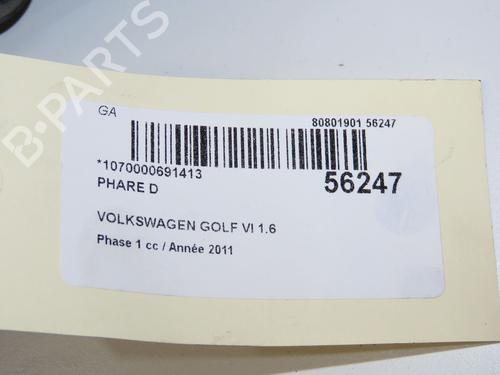 B-PARTS
GA
80801901 56247
*1070000691413
56247
PHARE D
VOLKSWAGEN GOLF VI 1.6
Phase 1 cc / Année 2011